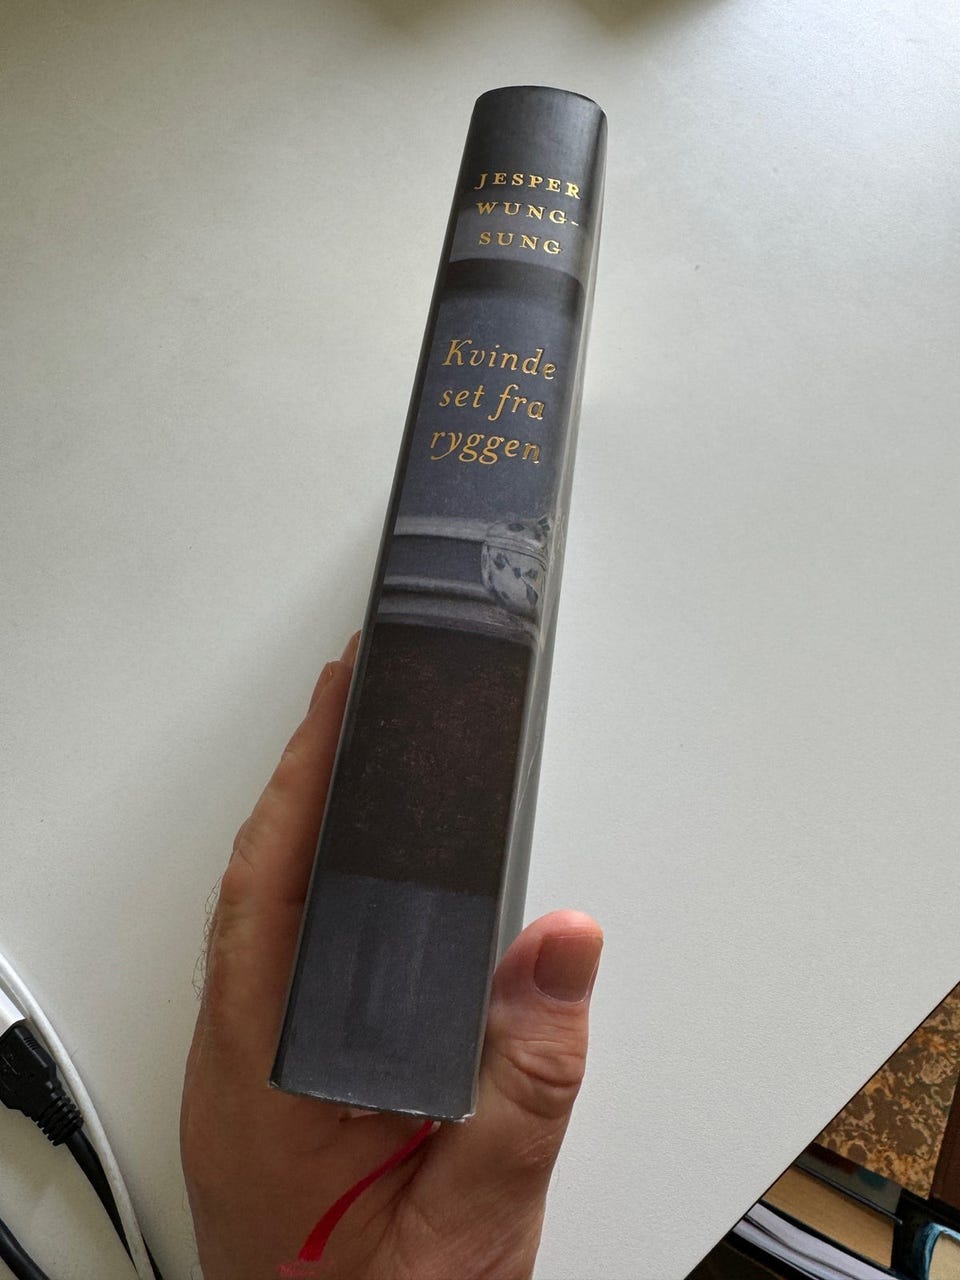 JESPER
WUNG-
SUNG
Kvinde
set fra
ryggen